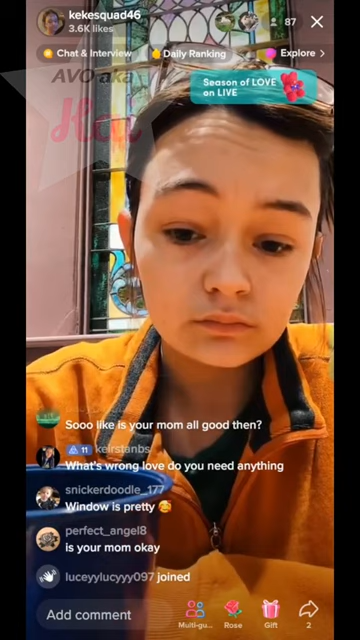 kekesquad46
3.6K likes
87
Chat & Interview
Daily Ranking
Explore >
AVO aka
Hai
Season of LOVE
on LIVE
Sooo like is your mom all good then?
11 keirstanbs
What's wrong love do you need anything
snickerdoodle_177
Window is pretty 🥰
perfect_angel8
is your mom okay
luceyylucyyy097 joined
Add comment
Multi-gu...
Rose
Gift
2